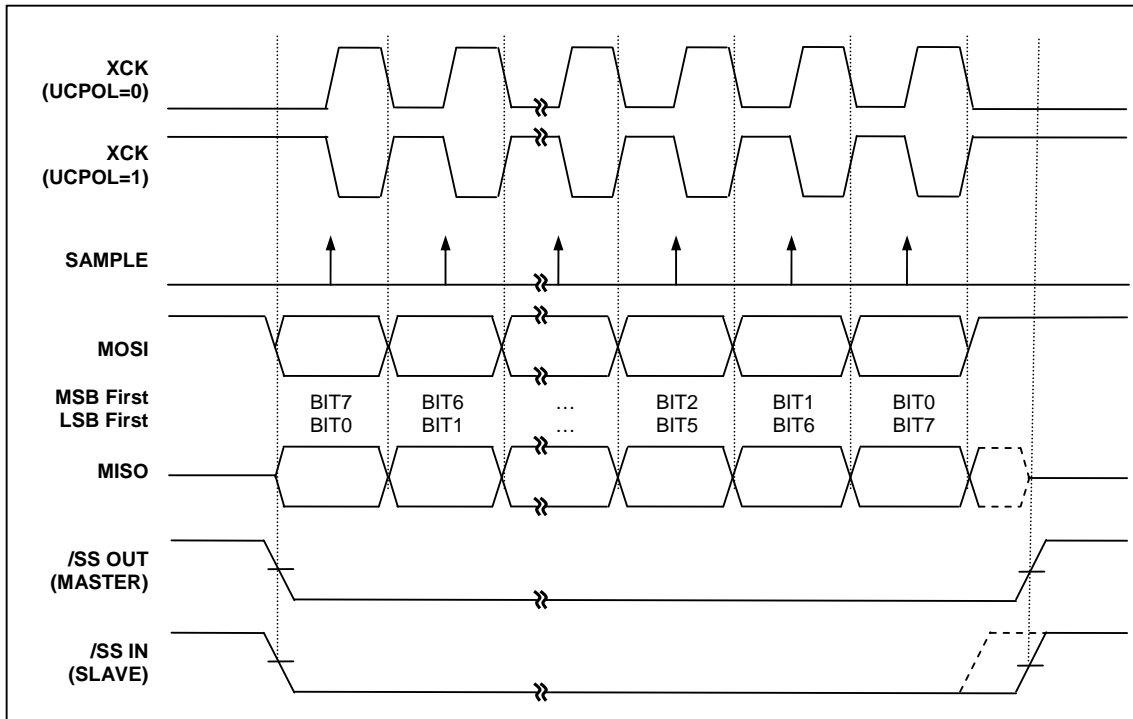 XCK
(UCPOL=0)
XCK
(UCPOL=1)
SAMPLE
MOSI
MSB First
LSB First
BIT7 BIT6 … BIT2 BIT1 BIT0
BIT0 BIT1 … BIT5 BIT6 BIT7
MISO
/SS OUT
(MASTER)
/SS IN
(SLAVE)